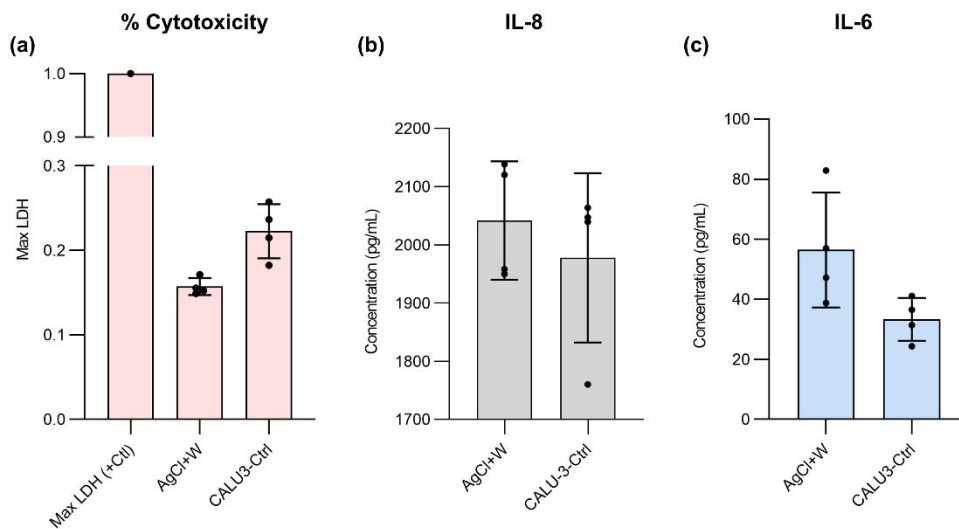 % Cytotoxicity
(a)
1.0
0.9
0.3
0.2
0.1
0.0
Max LDH
Max LDH (+Ctl)
AgCl+W
CALU3-Ctrl
IL-8
(b)
2200
2100
2000
1900
1800
1700
Concentration (pg/mL)
AgCl+W
CALU-3-Ctrl
IL-6
(c)
100
80
60
40
20
0
Concentration (pg/mL)
AgCl+W
CALU3-Ctrl